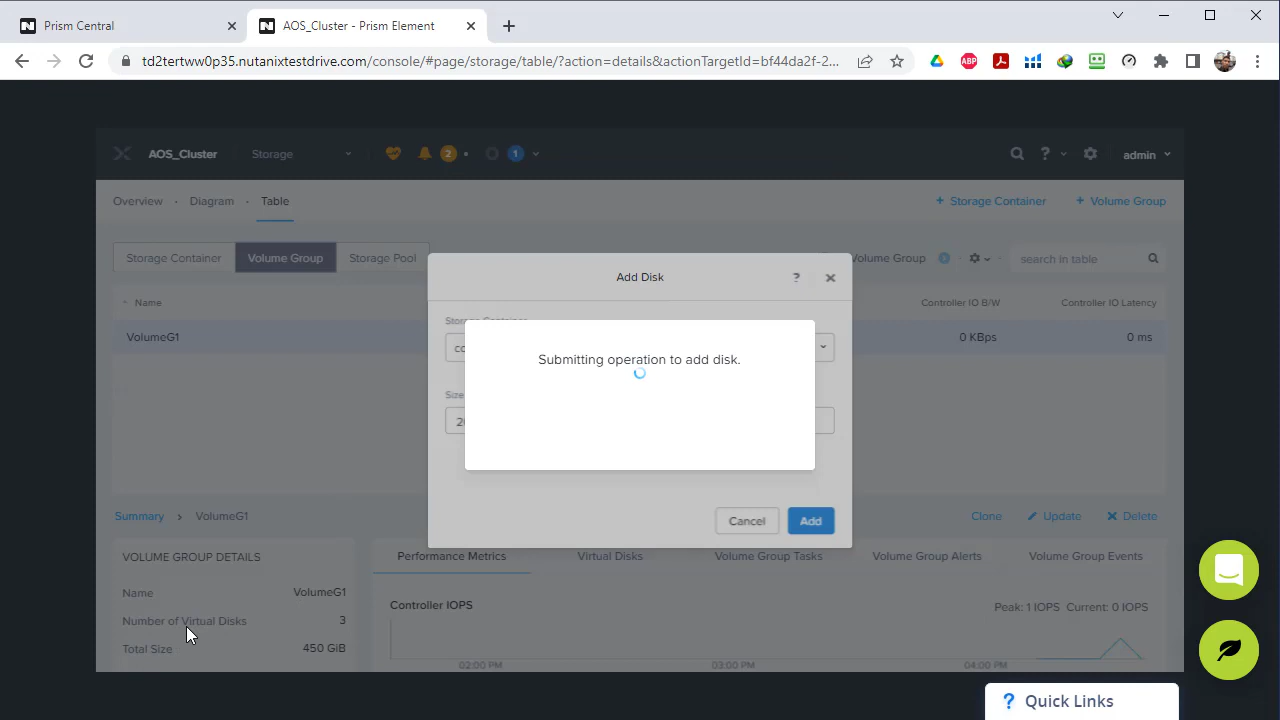 Prism Central
AOS_Cluster - Prism Element
td2tertww0p35.nutanixtestdrive.com/console/#page/storage/table/?action=details&actionTargetId=bf44da2f-2...
ABP
AOS_Cluster Storage 2 1 ? admin
Overview · Diagram · Table + Storage Container + Volume Group
Storage Container Volume Group Storage Pool Volume Group search in table
Add Disk ?
Name Controller IO B/W Controller IO Latency
Storage Container
VolumeG1 0 KBps 0 ms
Submitting operation to add disk.
Size
Cancel Add
Summary > VolumeG1 Clone Update Delete
VOLUME GROUP DETAILS Performance Metrics Virtual Disks Volume Group Tasks Volume Group Alerts Volume Group Events
Name VolumeG1
Controller IOPS Peak: 1 IOPS Current: 0 IOPS
Number of Virtual Disks 3
Total Size 450 GiB
02:00 PM 03:00 PM 04:00 PM
? Quick Links